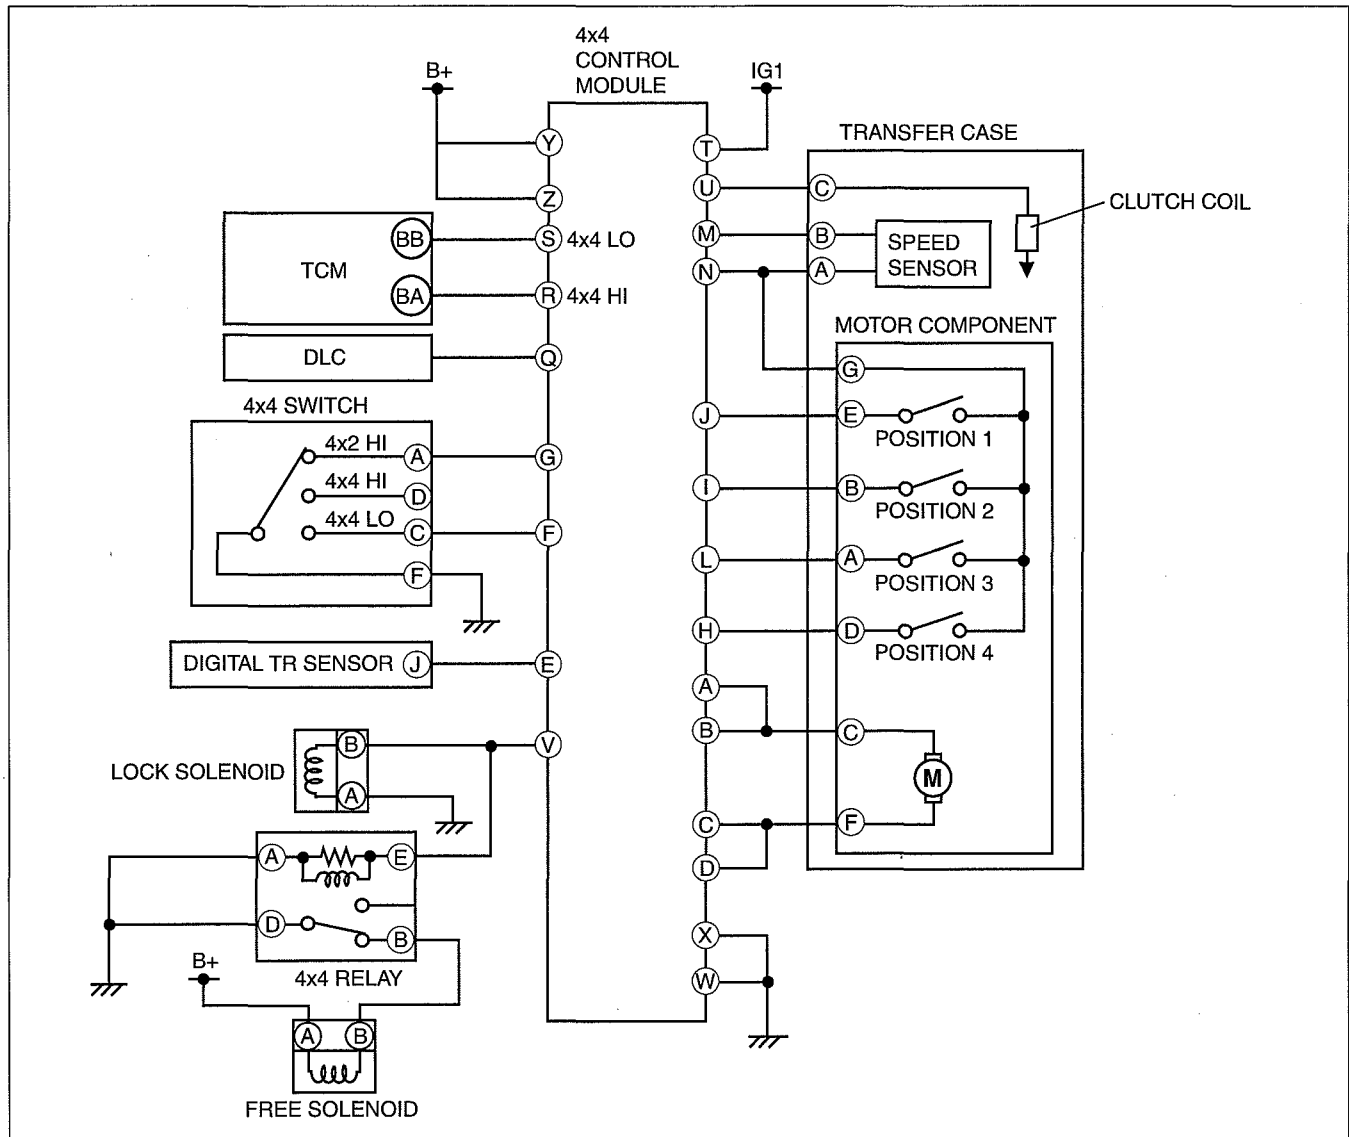 4x4
CONTROL
MODULE
B+
IG1
TRANSFER CASE
Y
T
Z
U
C
CLUTCH COIL
TCM
BB
S
4x4 LO
M
B
SPEED
SENSOR
BA
R
4x4 HI
N
A
DLC
Q
MOTOR COMPONENT
G
4x4 SWITCH
J
E
POSITION 1
4x2 HI
A
G
4x4 HI
D
I
B
POSITION 2
4x4 LO
C
F
F
L
A
POSITION 3
H
D
POSITION 4
DIGITAL TR SENSOR
J
E
A
B
C
LOCK SOLENOID
B
A
V
M
C
F
D
A
E
D
B
X
4x4 RELAY
W
B+
A
B
FREE SOLENOID